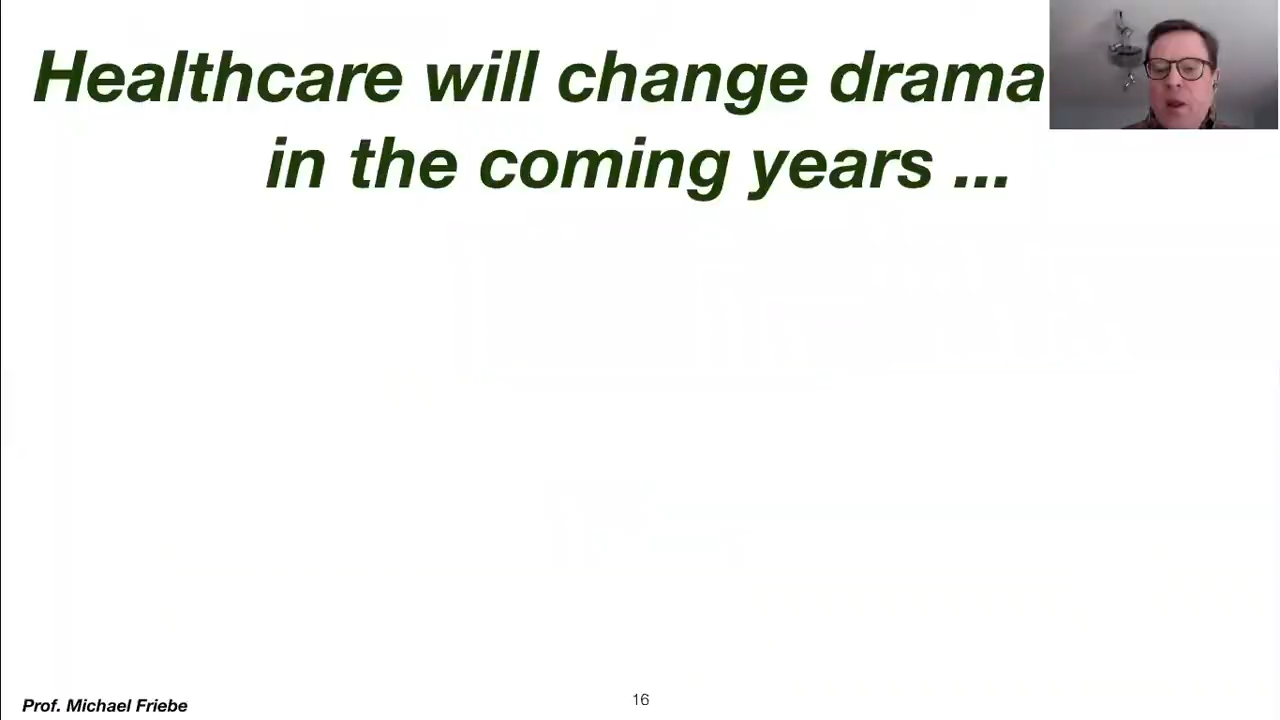 Healthcare will change drama
in the coming years ...
Prof. Michael Friebe
16